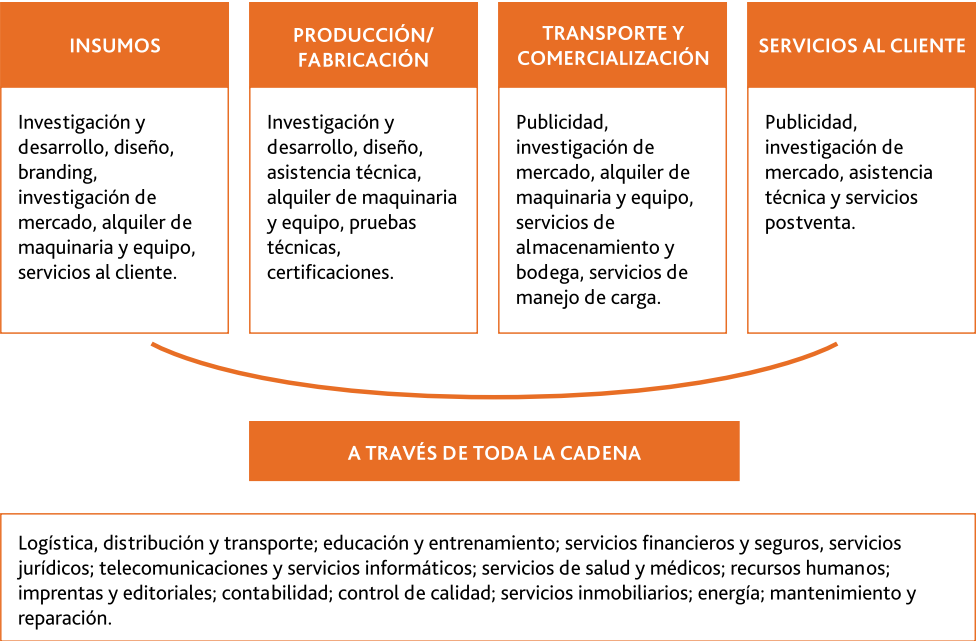 INSUMOS
Investigación y
desarrollo, diseño,
branding,
investigación de
mercado, alquiler de
maquinaria y equipo,
servicios al cliente.
PRODUCCIÓN/
FABRICACIÓN
Investigación y
desarrollo, diseño,
asistencia técnica,
alquiler de maquinaria
y equipo, pruebas
técnicas,
certificaciones.
TRANSPORTE Y
COMERCIALIZACIÓN
Publicidad,
investigación de
mercado, alquiler de
maquinaria y equipo,
servicios de
almacenamiento y
bodega, servicios de
manejo de carga.
SERVICIOS AL CLIENTE
Publicidad,
investigación de
mercado, asistencia
técnica y servicios
postventa.
A TRAVÉS DE TODA LA CADENA
Logística, distribución y transporte; educación y entrenamiento; servicios financieros y seguros, servicios
jurídicos; telecomunicaciones y servicios informáticos; servicios de salud y médicos; recursos humanos;
imprentas y editoriales; contabilidad; control de calidad; servicios inmobiliarios; energía; mantenimiento y
reparación.